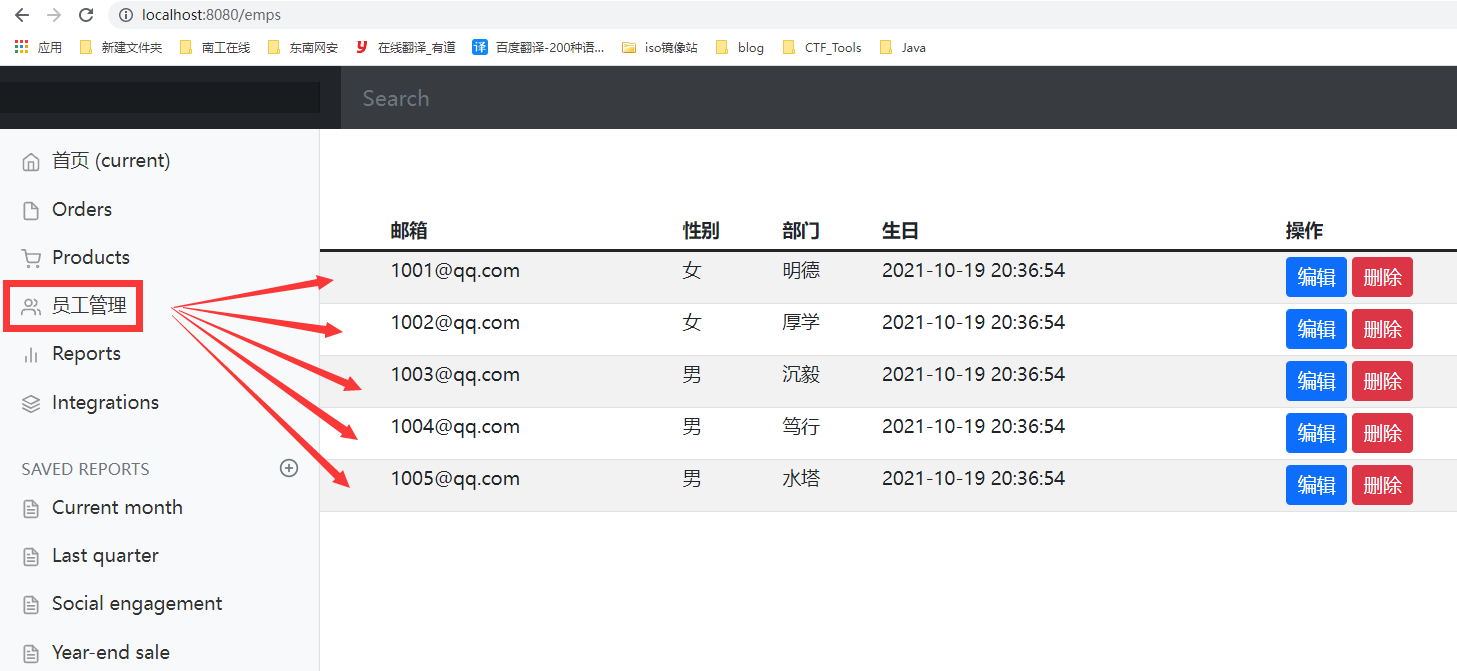 localhost:8080/emps
应用 新建文件夹 南工在线 东南网安 在线翻译_有道 译 百度翻译-200种语... iso镜像站 blog CTF_Tools Java
Search
首页 (current)
Orders
Products
员工管理
Reports
Integrations
SAVED REPORTS
Current month
Last quarter
Social engagement
Year-end sale
邮箱 性别 部门 生日 操作
1001@qq.com 女 明德 2021-10-19 20:36:54 编辑 删除
1002@qq.com 女 厚学 2021-10-19 20:36:54 编辑 删除
1003@qq.com 男 沉毅 2021-10-19 20:36:54 编辑 删除
1004@qq.com 男 笃行 2021-10-19 20:36:54 编辑 删除
1005@qq.com 男 水塔 2021-10-19 20:36:54 编辑 删除